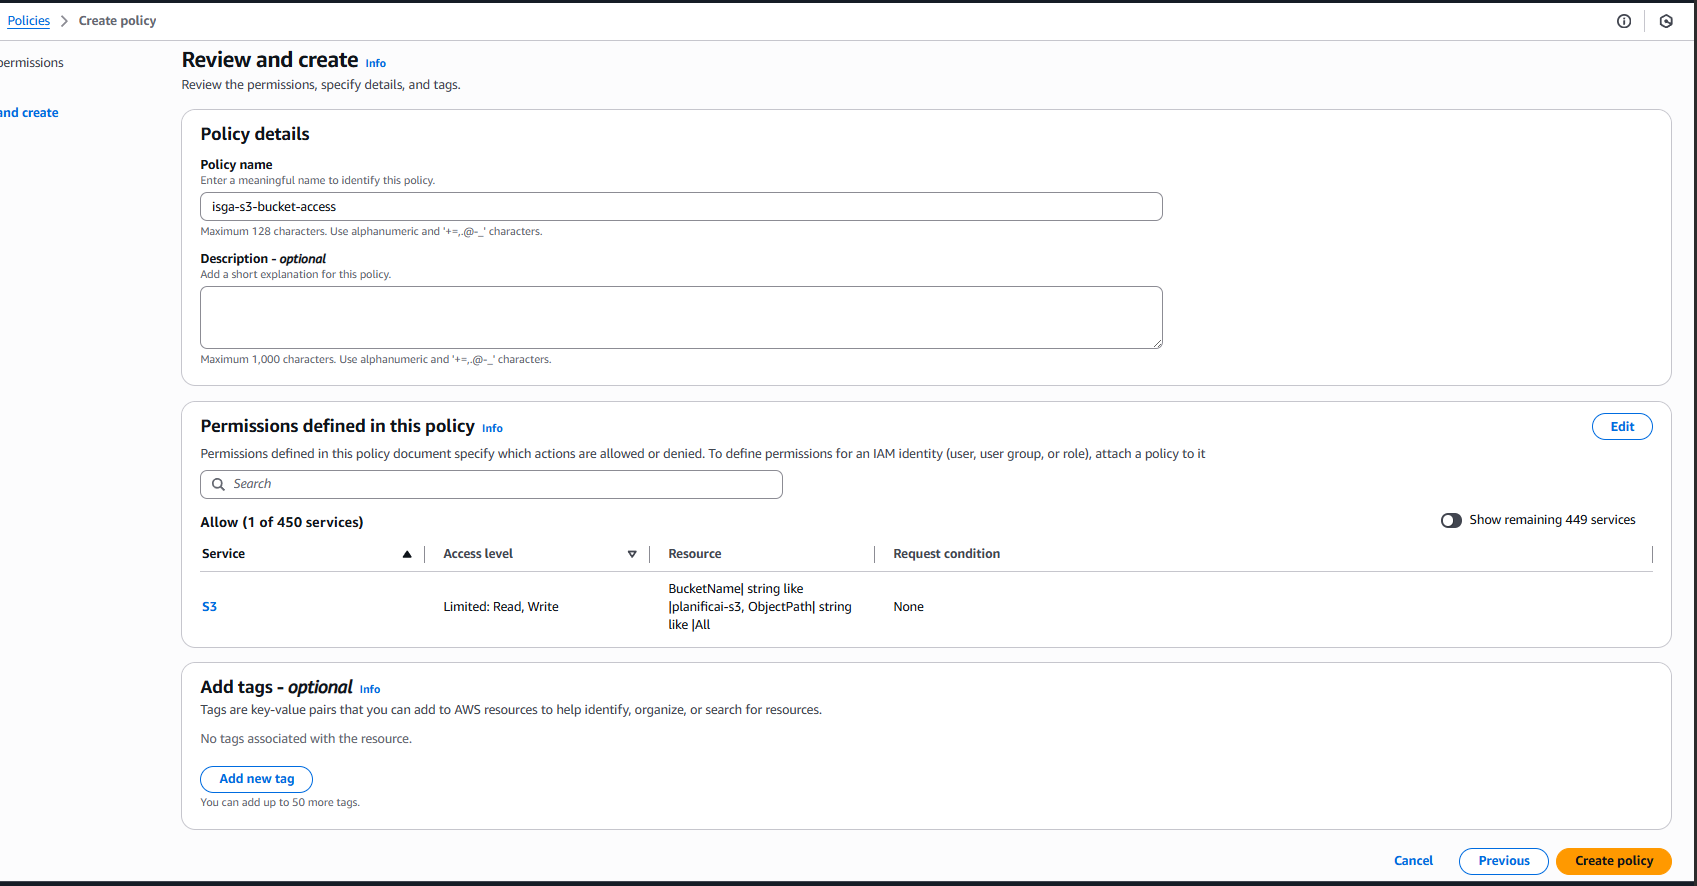 Policies > Create policy
permissions
and create
Review and create Info
Review the permissions, specify details, and tags.
Policy details
Policy name
Enter a meaningful name to identify this policy.
isga-s3-bucket-access
Maximum 128 characters. Use alphanumeric and '+=,.@-_' characters.
Description - optional
Add a short explanation for this policy.
Maximum 1,000 characters. Use alphanumeric and '+=,.@-_' characters.
Permissions defined in this policy Info
Edit
Permissions defined in this policy document specify which actions are allowed or denied. To define permissions for an IAM identity (user, user group, or role), attach a policy to it
Search
Allow (1 of 450 services)
Show remaining 449 services
Service Access level Resource Request condition
S3
Limited: Read, Write
BucketName| string like
|planificai-s3, ObjectPath| string
like |All
None
Add tags - optional Info
Tags are key-value pairs that you can add to AWS resources to help identify, organize, or search for resources.
No tags associated with the resource.
Add new tag
You can add up to 50 more tags.
Cancel Previous Create policy